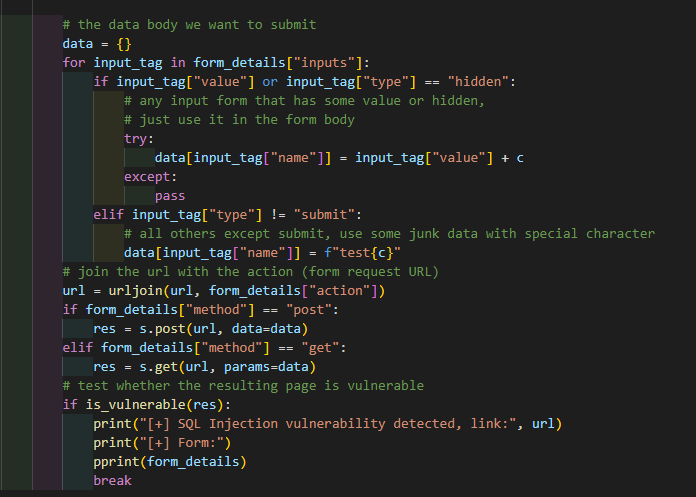 # the data body we want to submit
data = {}
for input_tag in form_details["inputs"]:
if input_tag["value"] or input_tag["type"] == "hidden":
# any input form that has some value or hidden,
# just use it in the form body
try:
data[input_tag["name"]] = input_tag["value"] + c
except:
pass
elif input_tag["type"] != "submit":
# all others except submit, use some junk data with special character
data[input_tag["name"]] = f"test{c}"
# join the url with the action (form request URL)
url = urljoin(url, form_details["action"])
if form_details["method"] == "post":
res = s.post(url, data=data)
elif form_details["method"] == "get":
res = s.get(url, params=data)
# test whether the resulting page is vulnerable
if is_vulnerable(res):
print("[+] SQL Injection vulnerability detected, link:", url)
print("[+] Form:")
pprint(form_details)
break